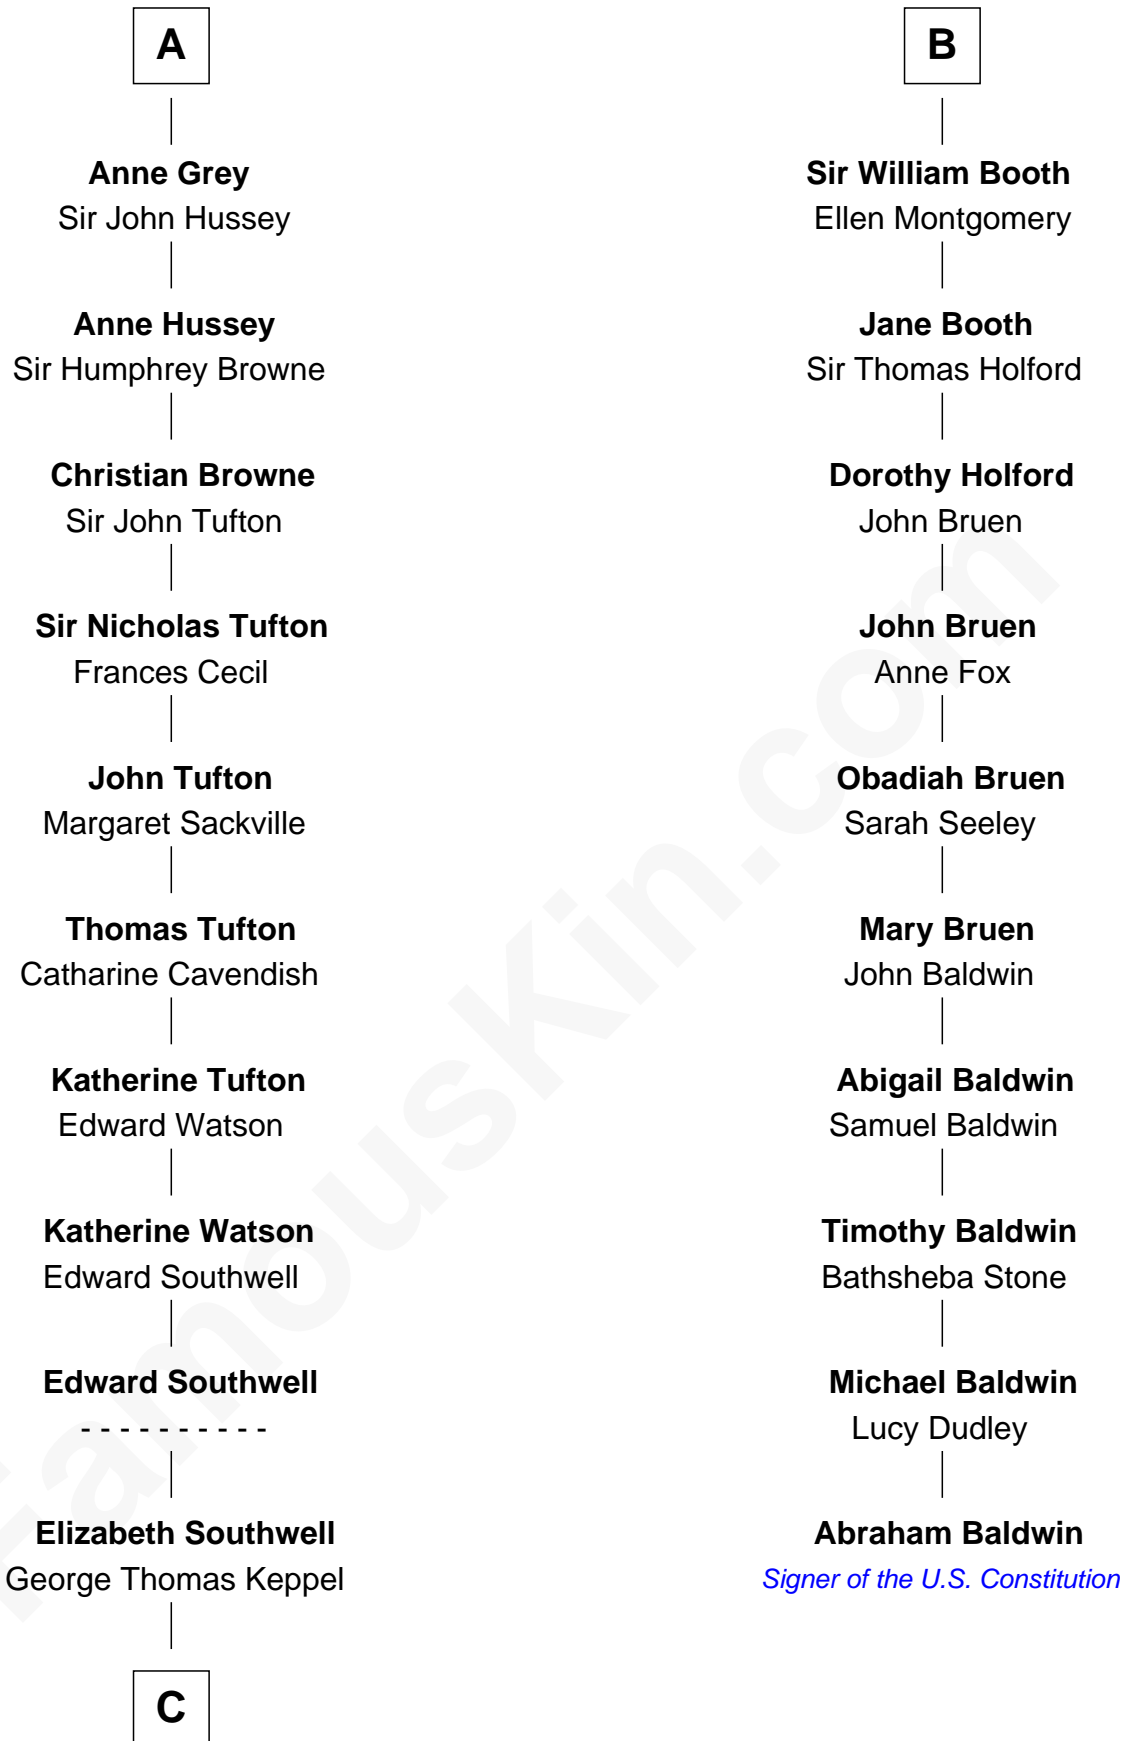 A
Anne Grey
Sir John Hussey
Anne Hussey
Sir Humphrey Browne
Christian Browne
Sir John Tufton
Sir Nicholas Tufton
Frances Cecil
John Tufton
Margaret Sackville
Thomas Tufton
Catharine Cavendish
Katherine Tufton
Edward Watson
Katherine Watson
Edward Southwell
Edward Southwell
- - - - - - - - - -
Elizabeth Southwell
George Thomas Keppel
C
B
Sir William Booth
Ellen Montgomery
Jane Booth
Sir Thomas Holford
Dorothy Holford
John Bruen
John Bruen
Anne Fox
Obadiah Bruen
Sarah Seeley
Mary Bruen
John Baldwin
Abigail Baldwin
Samuel Baldwin
Timothy Baldwin
Bathsheba Stone
Michael Baldwin
Lucy Dudley
Abraham Baldwin
Signer of the U.S. Constitution
FamousKin.com